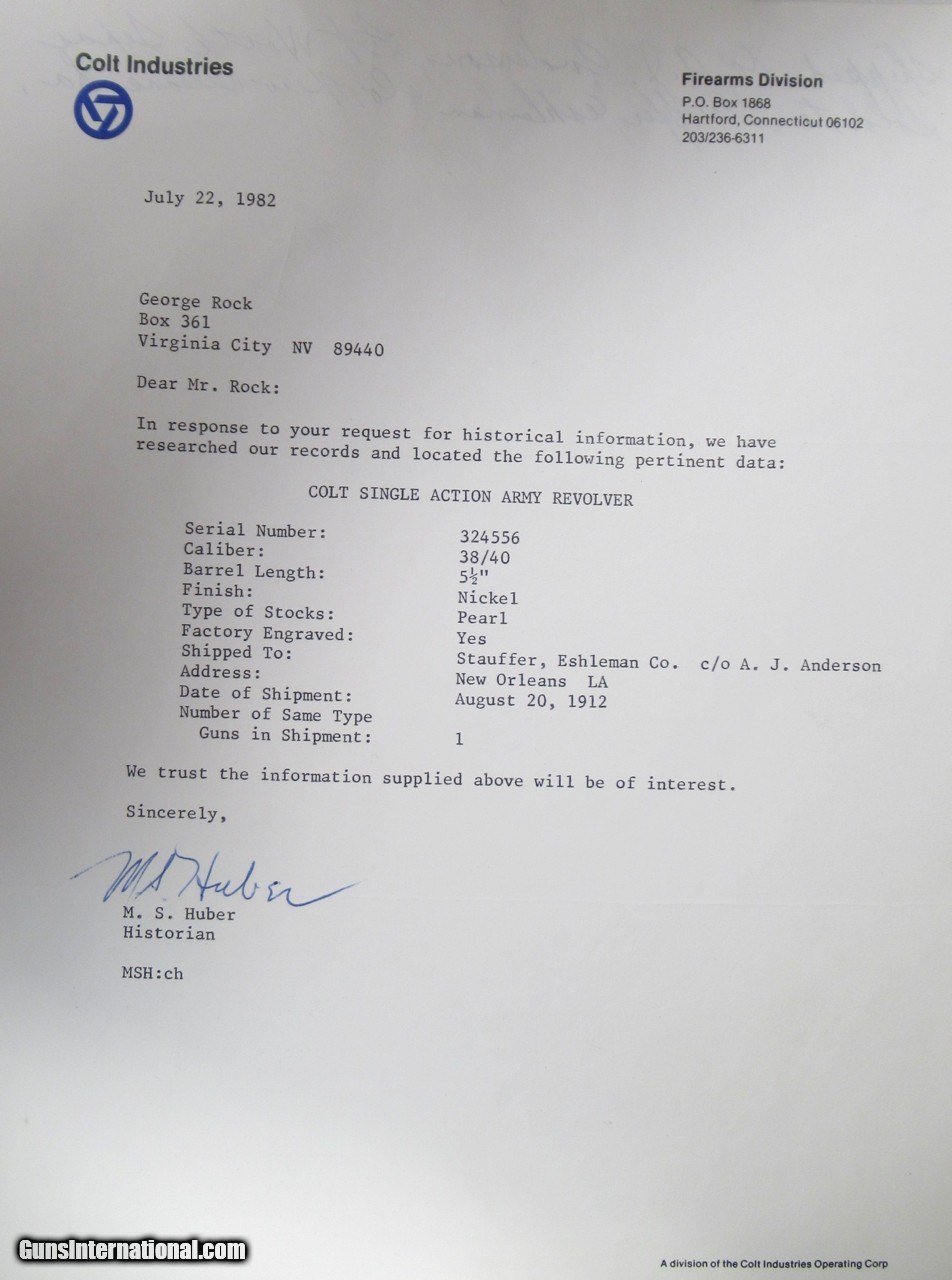 Colt Industries
Firearms Division
P.O. Box 1868
Hartford, Connecticut 06102
203/236-6311
July 22, 1982
George Rock
Box 361
Virginia City NV 89440
Dear Mr. Rock:
In response to your request for historical information, we have
researched our records and located the following pertinent data:
COLT SINGLE ACTION ARMY REVOLVER
Serial Number: 324556
Caliber: 38/40
Barrel Length: 5½"
Finish: Nickel
Type of Stocks: Pearl
Factory Engraved: Yes
Shipped To: Stauffer, Eshleman Co. c/o A. J. Anderson
Address: New Orleans LA
Date of Shipment: August 20, 1912
Number of Same Type
Guns in Shipment: 1
We trust the information supplied above will be of interest.
Sincerely,
M S Huber
M. S. Huber
Historian
MSH:ch
GunsInternational.com
A division of the Colt Industries Operating Corp